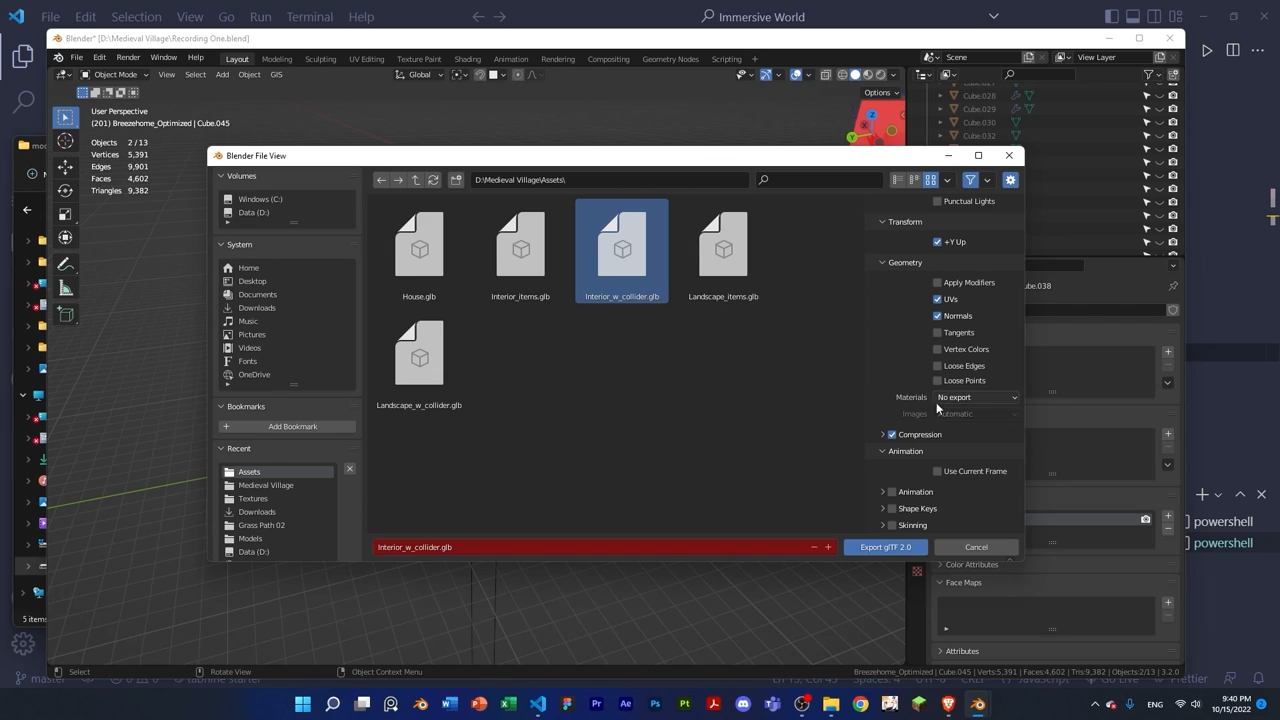 File Edit Selection View Go Run Terminal Help
Immersive World
Blender* [D:\Medieval Village\Recording One.blend]
File Edit Render Window Help
Layout Modeling Sculpting UV Editing Texture Paint Shading Animation Rendering Compositing Geometry Nodes Scripting +
Scene
View Layer
Object Mode View Select Add Object GIS
Global
Options
User Perspective
(201) Breezehome_Optimized | Cube.045
Objects 2/13
Vertices 5,391
Edges 9,901
Faces 4,602
Triangles 9,382
Cube.028
Cube.029
Cube.030
Cube.032
Blender File View
Volumes
Windows (C:)
Data (D:)
System
Home
Desktop
Documents
Downloads
Music
Pictures
Videos
Fonts
OneDrive
Bookmarks
Add Bookmark
Recent
Assets
Medieval Village
Textures
Downloads
Grass Path 02
Models
Data (D:)
D:\Medieval Village\Assets\
House.glb
Interior_items.glb
Interior_w_collider.glb
Landscape_items.glb
Landscape_w_collider.glb
Punctual Lights
Transform
+Y Up
Geometry
Apply Modifiers
UVs
Normals
Tangents
Vertex Colors
Loose Edges
Loose Points
Materials No export
Images Automatic
Compression
Animation
Use Current Frame
Animation
Shape Keys
Skinning
Interior_w_collider.glb
Export glTF 2.0
Cancel
Color Attributes
Face Maps
Attributes
powershell
powershell
5 items
Select
Rotate View
Object Context Menu
Breezehome_Optimized | Cube.045 | Verts:5,391 | Faces:4,602 | Tris:9,382 | Objects:2/13 | 3.2.0
master
ENG
9:40 PM
10/15/2022